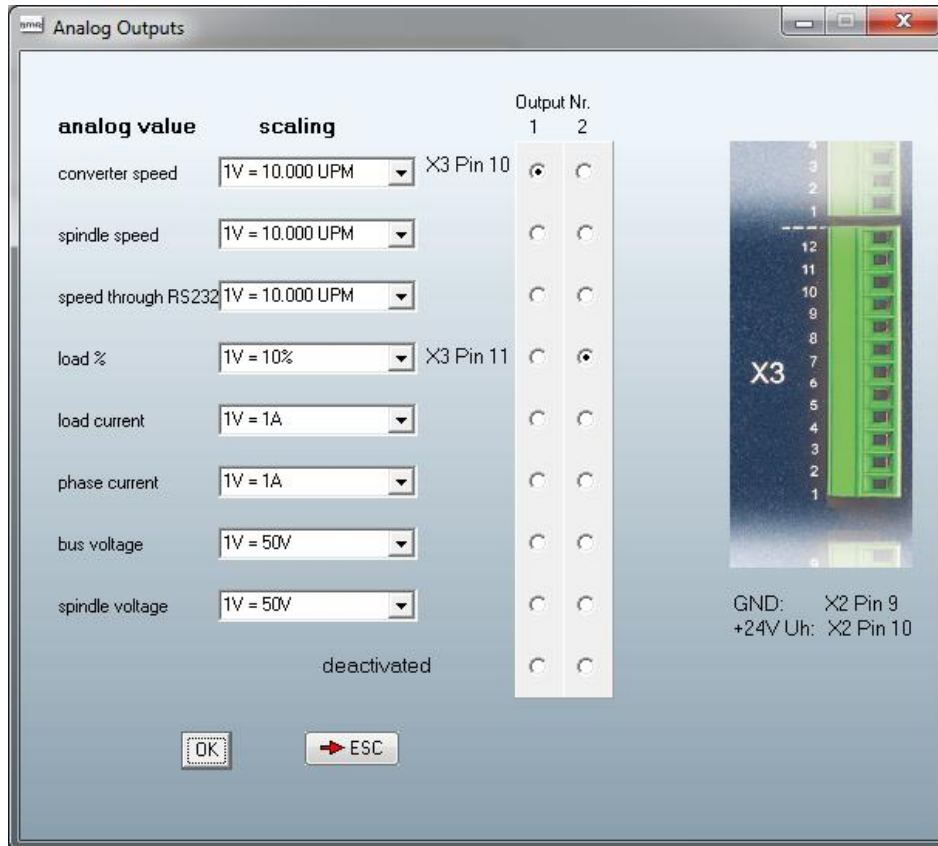 Analog Outputs
Output Nr.
analog value scaling 1 2
converter speed 1V = 10.000 UPM X3 Pin 10
spindle speed 1V = 10.000 UPM
speed through RS232 1V = 10.000 UPM
load % 1V = 10% X3 Pin 11
load current 1V = 1A
phase current 1V = 1A
bus voltage 1V = 50V
spindle voltage 1V = 50V
deactivated
OK
ESC
4
3
2
1
12
11
10
9
8
7
X3
6
5
4
3
2
1
GND: X2 Pin 9
+24V Uh: X2 Pin 10